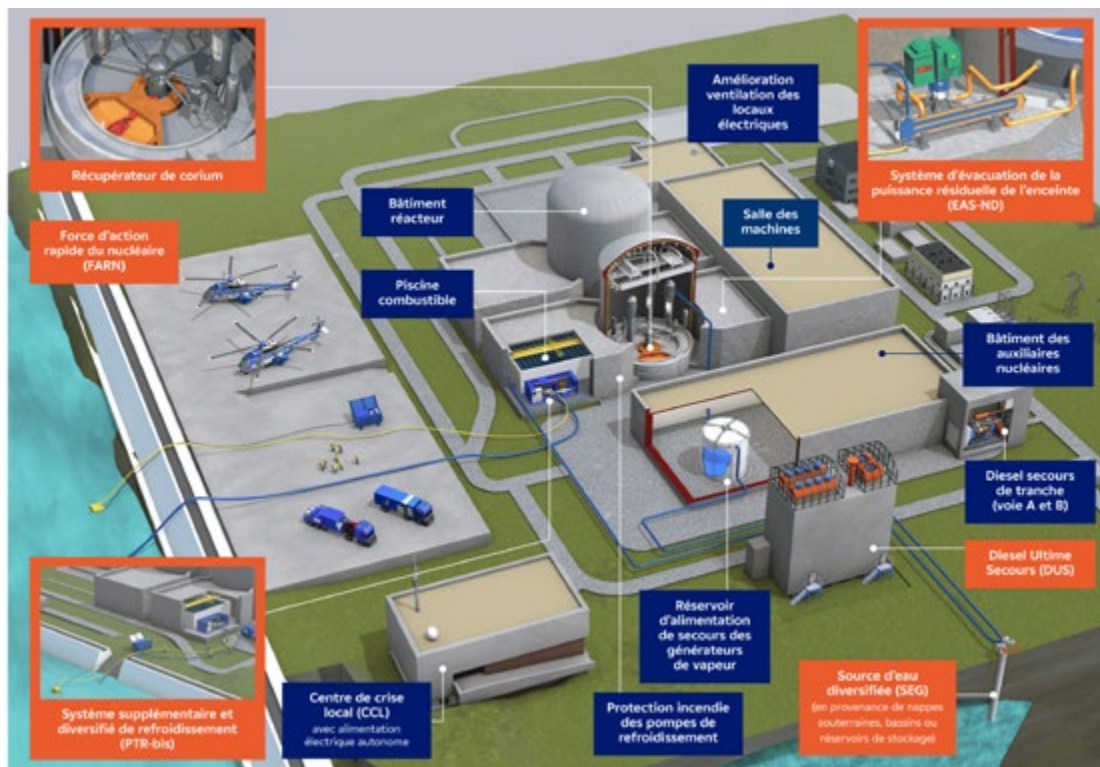 Récupérateur de corium
Force d'action
rapide du nucléaire
(FARN)
Bâtiment
réacteur
Piscine
combustible
Amélioration
ventilation des
locaux
électriques
Salle des
machines
Système d'évacuation de la
puissance résiduelle de l'enceinte
(EAS-ND)
Bâtiment des
auxiliaires
nucléaires
Diesel secours
de tranche
(voie A et B)
Diesel Ultime
Secours (DUS)
Système supplémentaire et
diversifié de refroidissement
(PTR-bis)
Centre de crise
local (CCL)
avec alimentation
électrique autonome
Réservoir
d'alimentation
de secours des
générateurs
de vapeur
Protection incendie
des pompes de
refroidissement
Source d'eau
diversifiée (SEG)
(en provenance de nappes
souterraines, bassins ou
réservoirs de stockage)